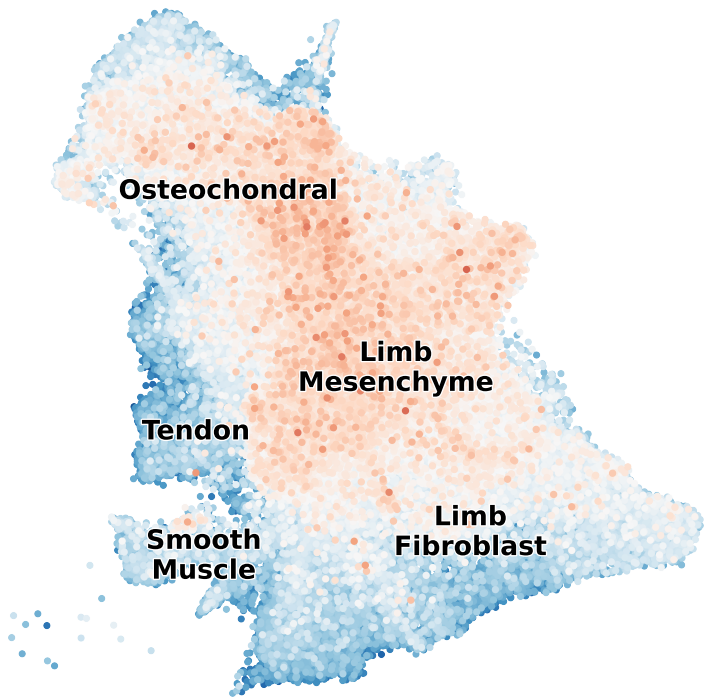 Osteochondral
Limb
Mesenchyme
Tendon
Limb
Fibroblast
Smooth
Muscle